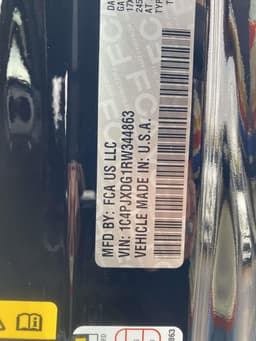 MFD BY: FCA US LLC
VIN: 1C4PJXDG1RW344863
VEHICLE MADE IN: U.S.A.